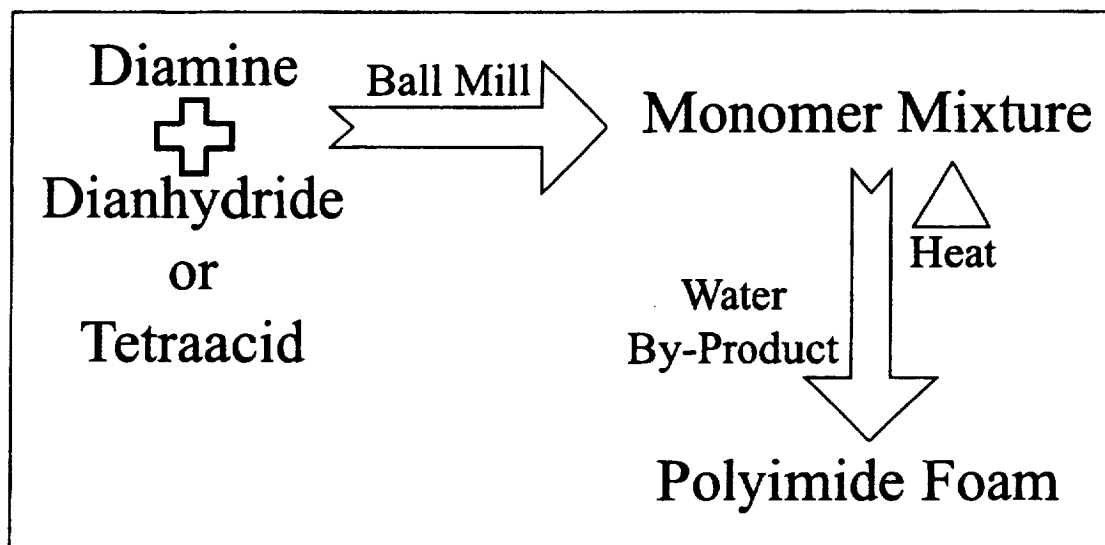 Diamine
Dianhydride
or
Tetraacid
Ball Mill
Monomer Mixture
Heat
Water
By-Product
Polyimide Foam